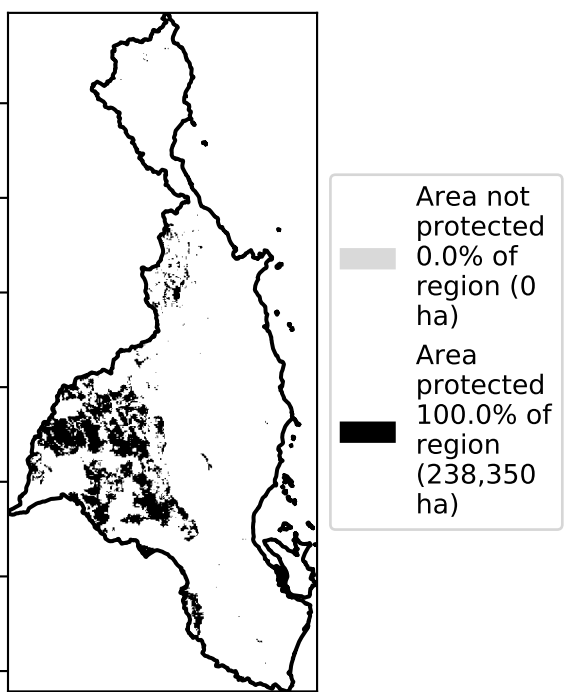 Area not
protected
0.0% of
region (0
ha)
Area
protected
100.0% of
region
(238,350
ha)